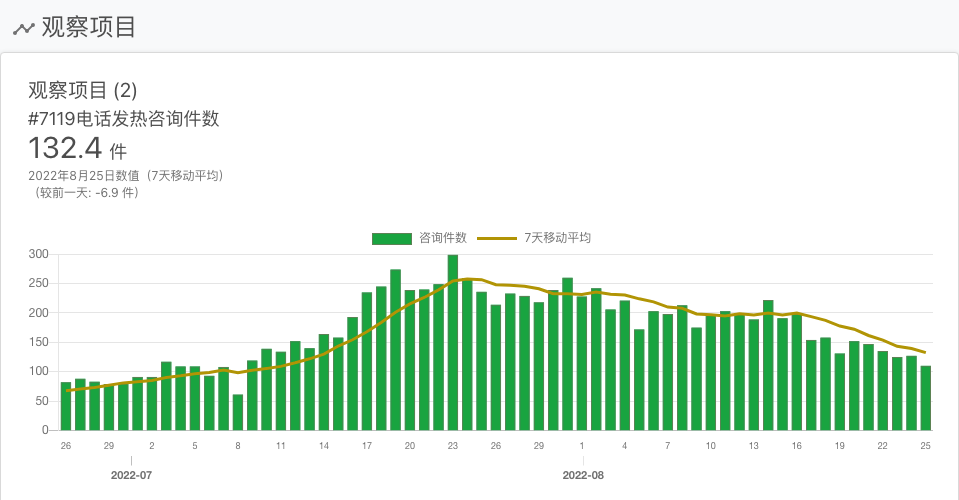 观察项目
观察项目 (2)
#7119电话发热咨询件数
132.4 件
2022年8月25日数值（7天移动平均）
（较前一天: -6.9 件）
咨询件数 7天移动平均
300
250
200
150
100
50
0
26 29 2 5 8 11 14 17 20 23 26 29 1 4 7 10 13 16 19 22 25
2022-07 2022-08